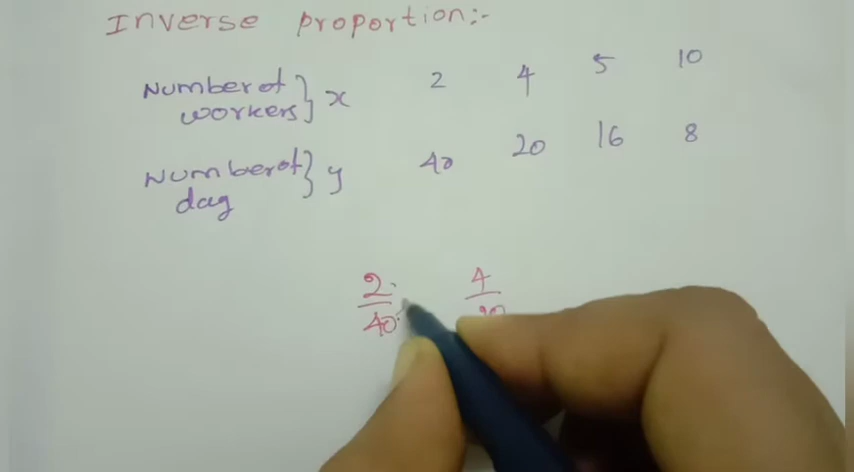 Inverse proportion:-
Number of workers } x 2 4 5 10
Number of day } y 40 20 16 8
2/40 4/20